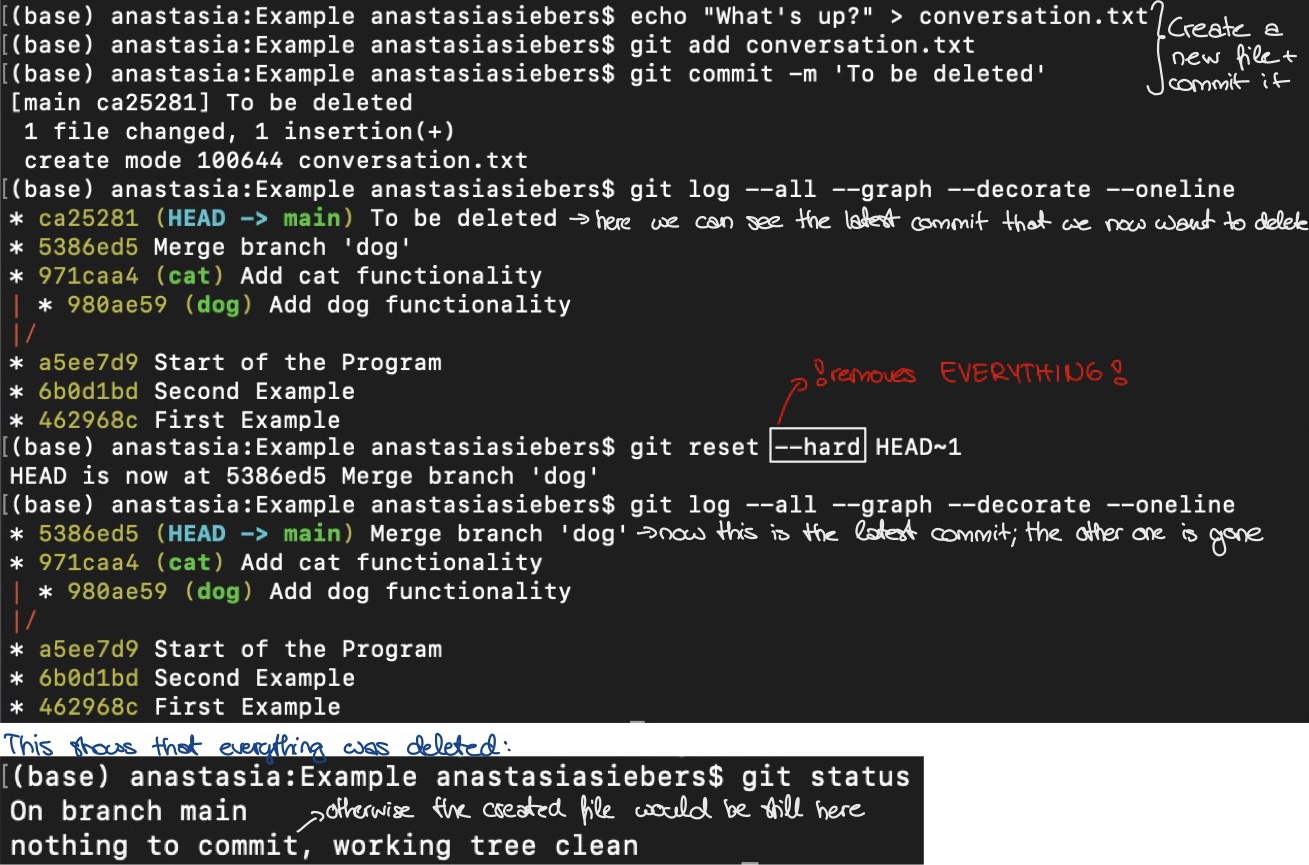 [(base) anastasia:Example anastasiasiebers$ echo "What's up?" > conversation.txt
[(base) anastasia:Example anastasiasiebers$ git add conversation.txt
[(base) anastasia:Example anastasiasiebers$ git commit -m 'To be deleted'
Create a
new file +
commit it
[main ca25281] To be deleted
 1 file changed, 1 insertion(+)
 create mode 100644 conversation.txt
[(base) anastasia:Example anastasiasiebers$ git log --all --graph --decorate --oneline
* ca25281 (HEAD -> main) To be deleted → here we can see the latest commit that we now want to delete
* 5386ed5 Merge branch 'dog'
* 971caa4 (cat) Add cat functionality
| * 980ae59 (dog) Add dog functionality
|/
* a5ee7d9 Start of the Program
* 6b0d1bd Second Example
* 462968c First Example
!removes EVERYTHING!
[(base) anastasia:Example anastasiasiebers$ git reset --hard HEAD~1
HEAD is now at 5386ed5 Merge branch 'dog'
[(base) anastasia:Example anastasiasiebers$ git log --all --graph --decorate --oneline
* 5386ed5 (HEAD -> main) Merge branch 'dog' → now this is the latest commit; the other one is gone
* 971caa4 (cat) Add cat functionality
| * 980ae59 (dog) Add dog functionality
|/
* a5ee7d9 Start of the Program
* 6b0d1bd Second Example
* 462968c First Example
This shows that everything was deleted:
[(base) anastasia:Example anastasiasiebers$ git status
On branch main
otherwise the created file would be still here
nothing to commit, working tree clean